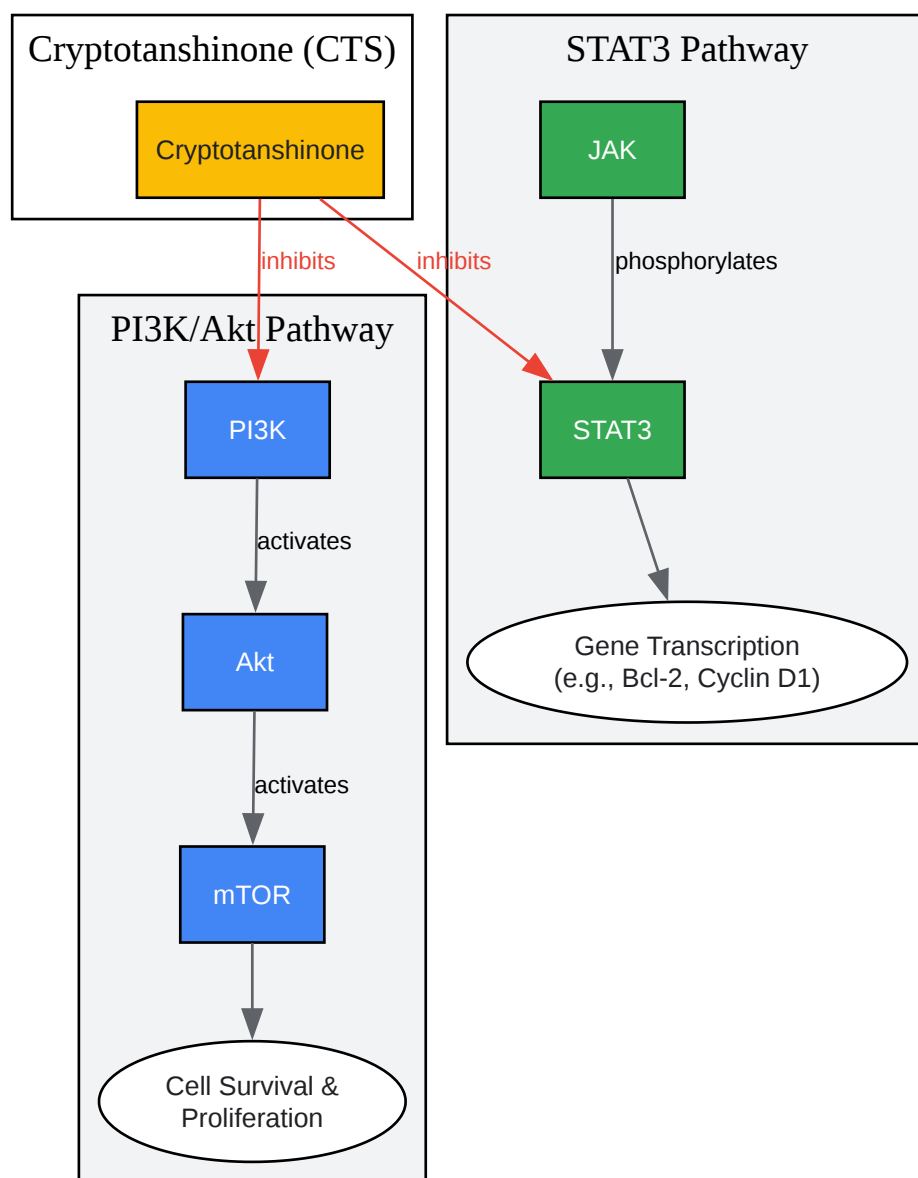 Cryptotanshinone (CTS)
Cryptotanshinone
inhibits
inhibits
PI3K/Akt Pathway
PI3K
activates
Akt
activates
mTOR
Cell Survival &
Proliferation
STAT3 Pathway
JAK
phosphorylates
STAT3
Gene Transcription
(e.g., Bcl-2, Cyclin D1)